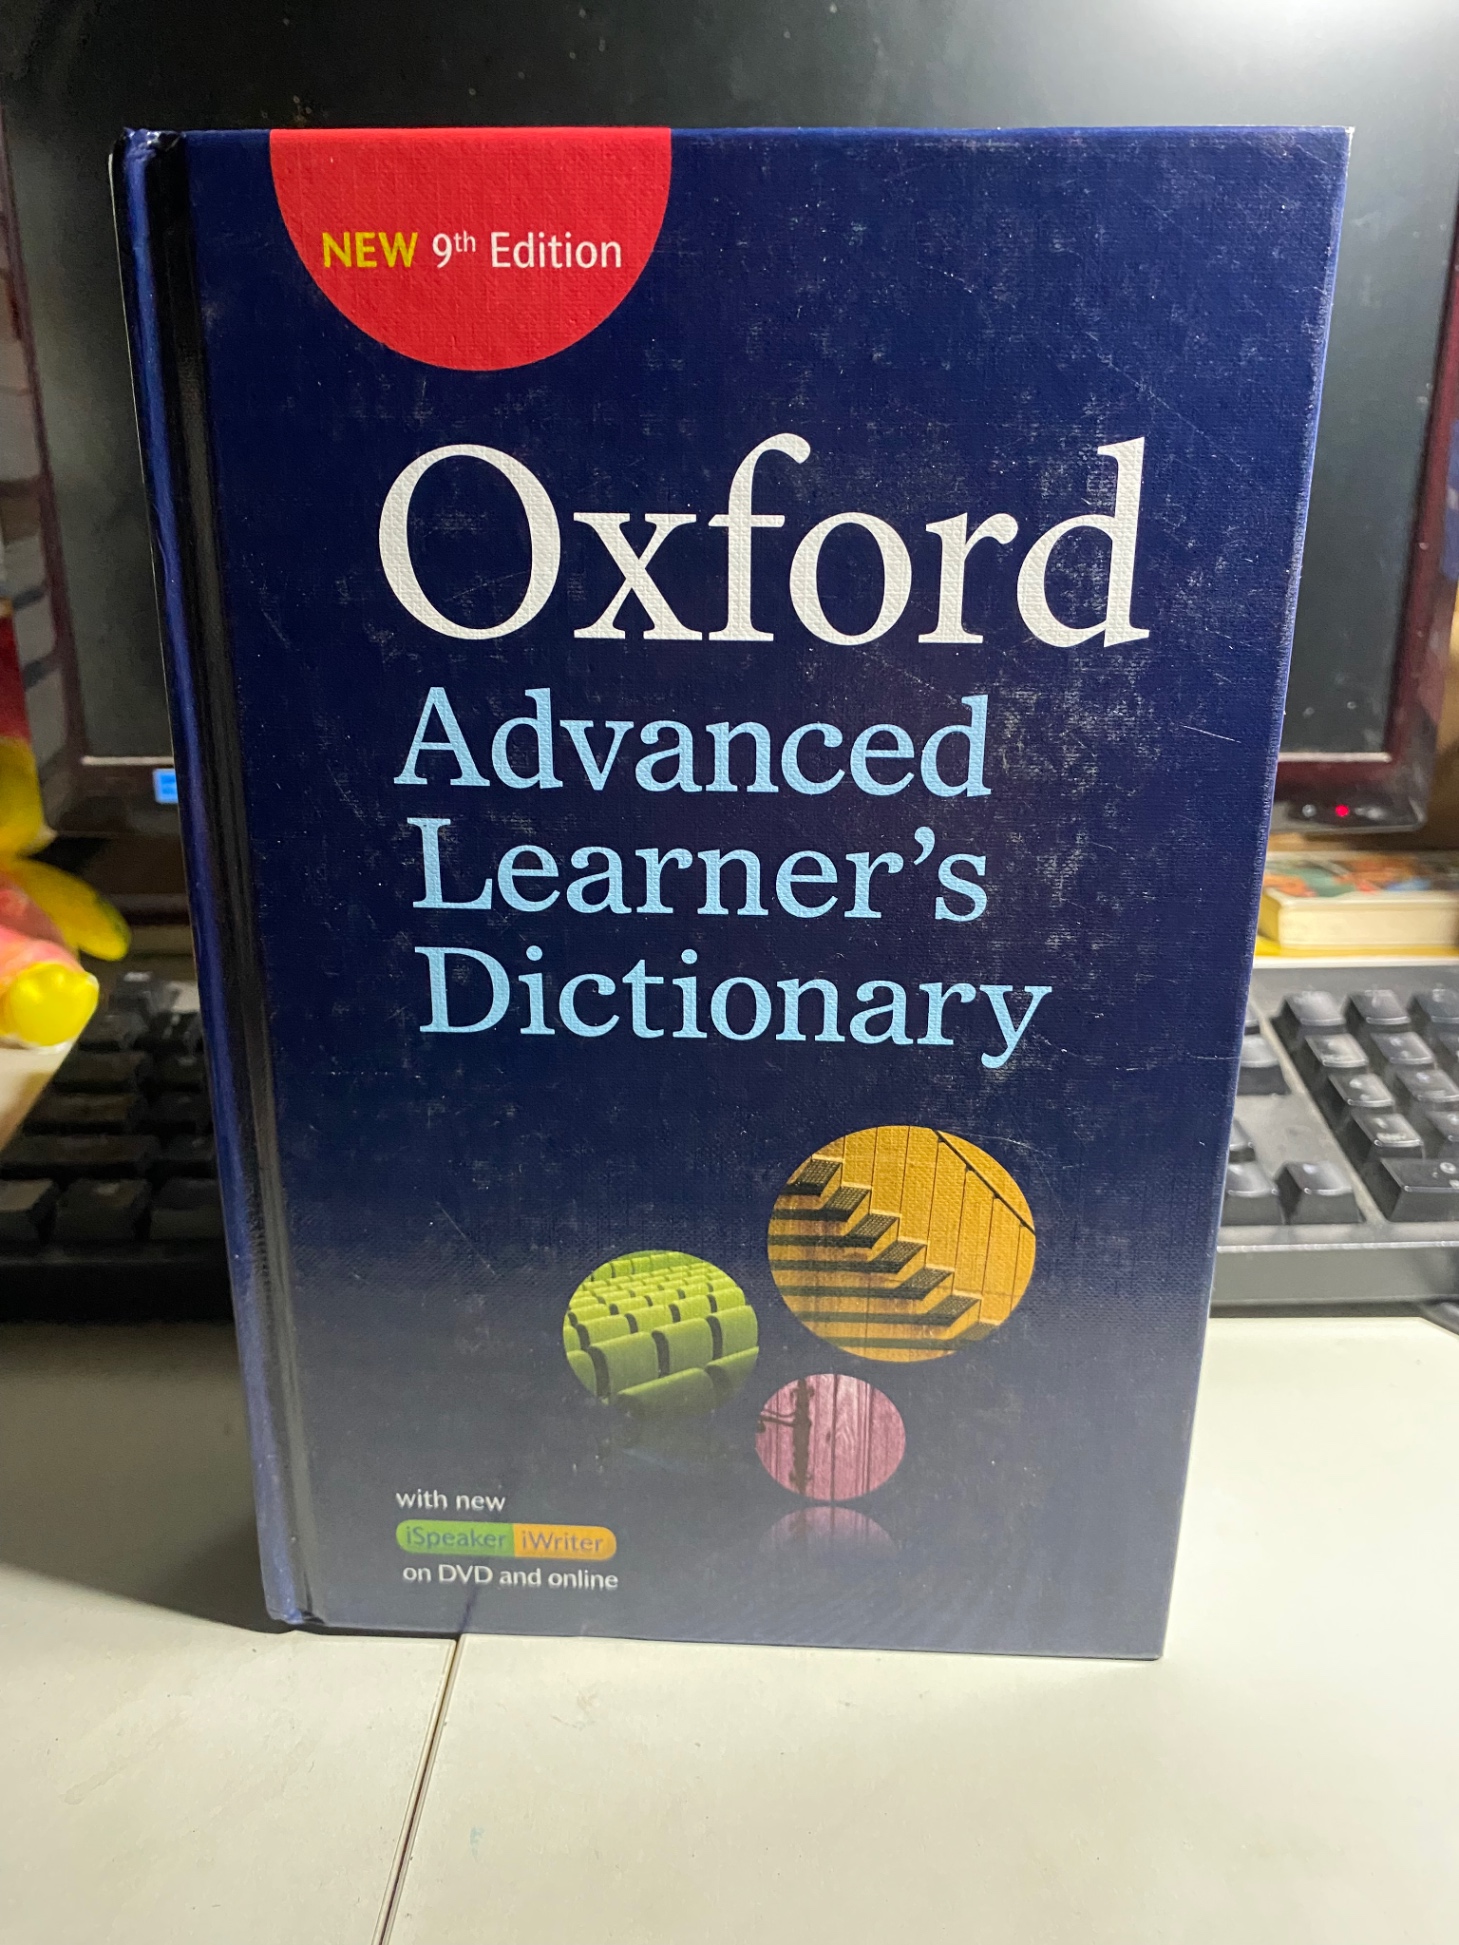 NEW 9th Edition
Oxford
Advanced
Learner's
Dictionary
with new
iSpeaker iWriter
on DVD and online